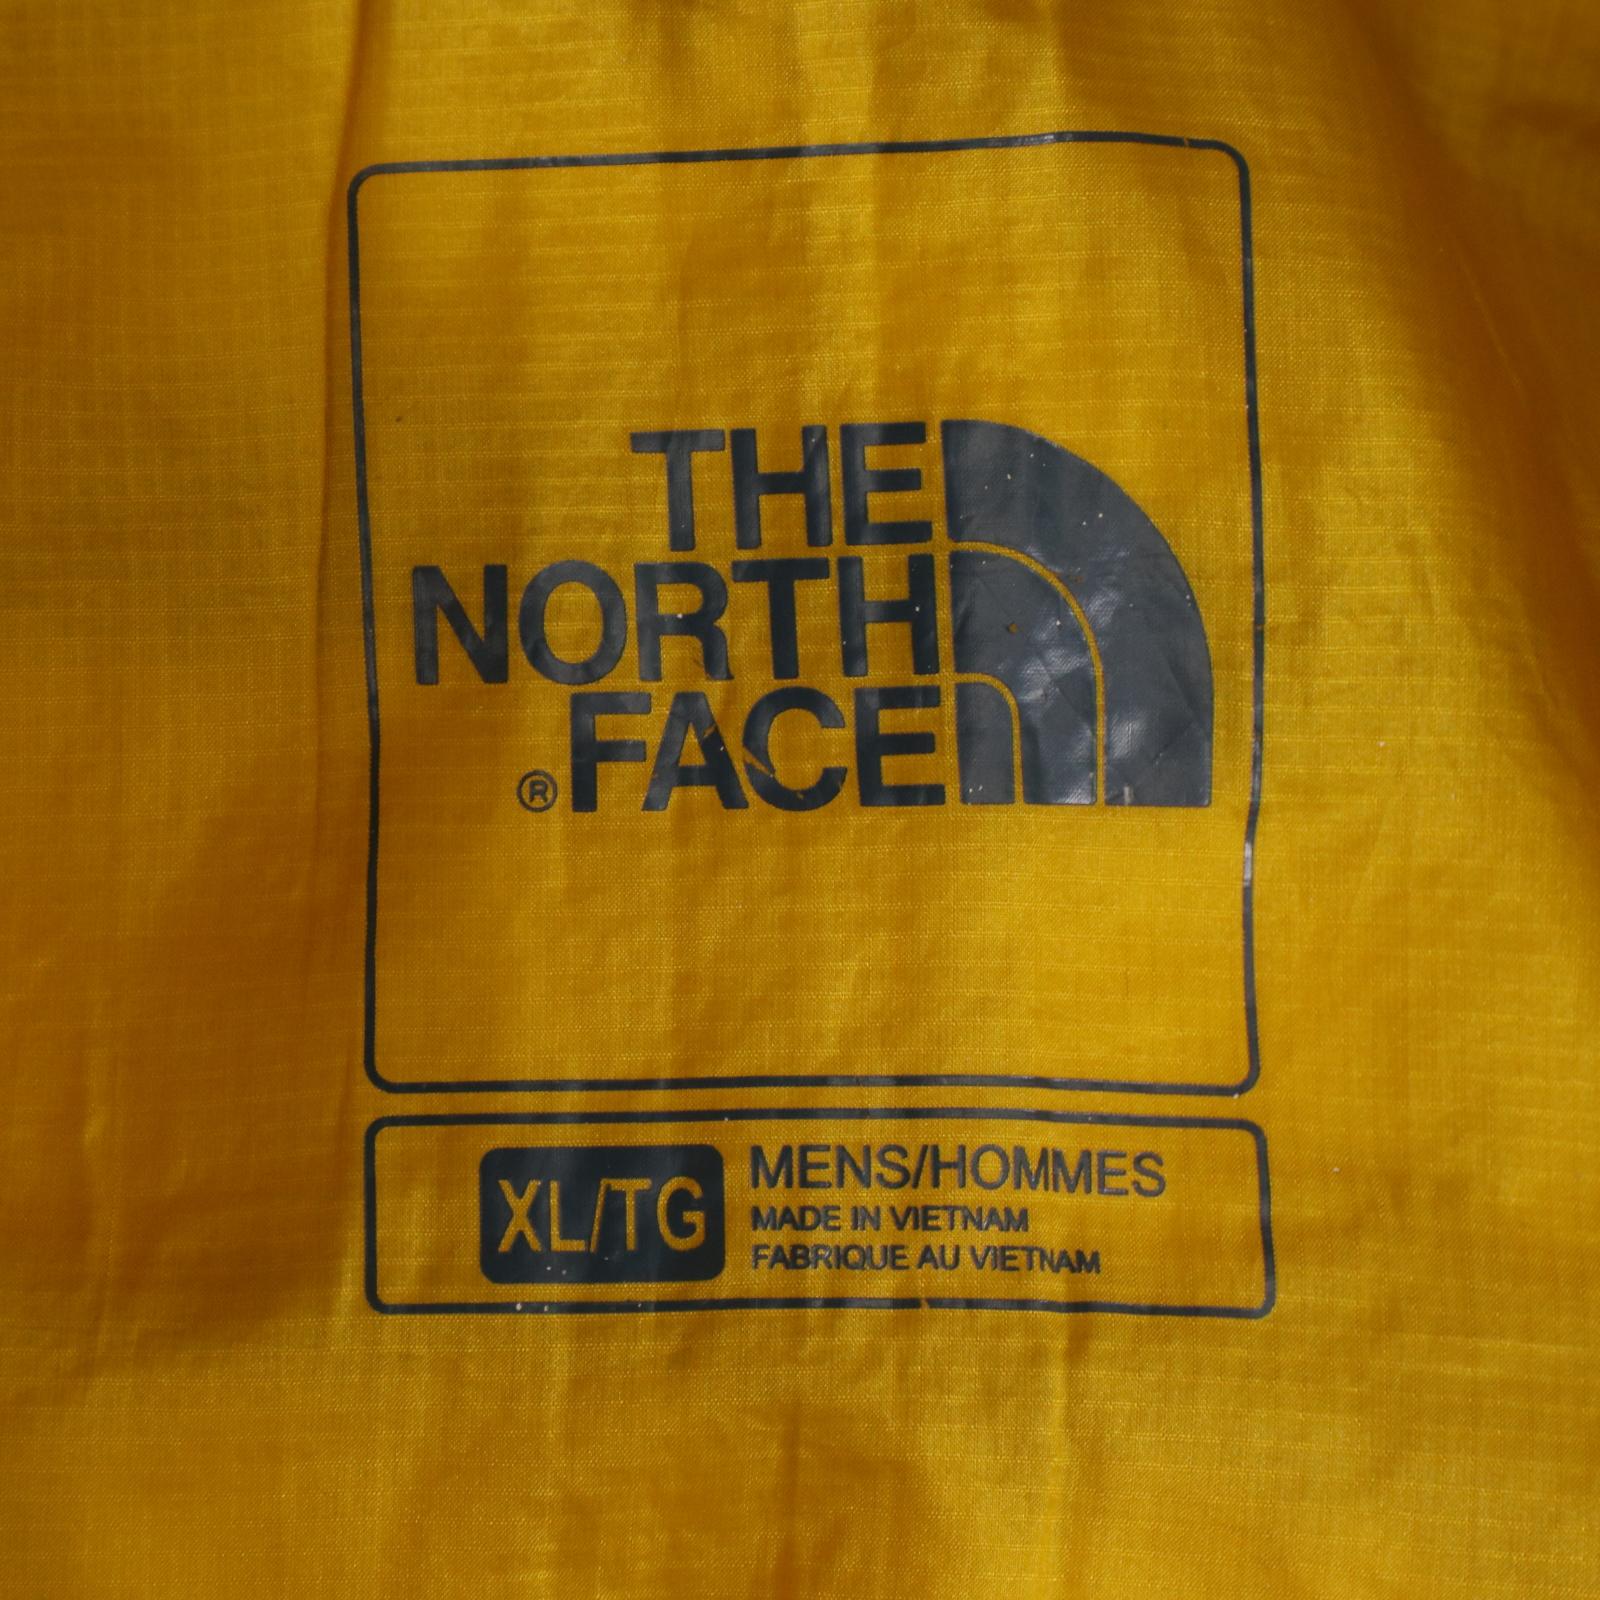 THE
NORTH
® FACE
XL/TG
MENS/HOMMES
MADE IN VIETNAM
FABRIQUE AU VIETNAM